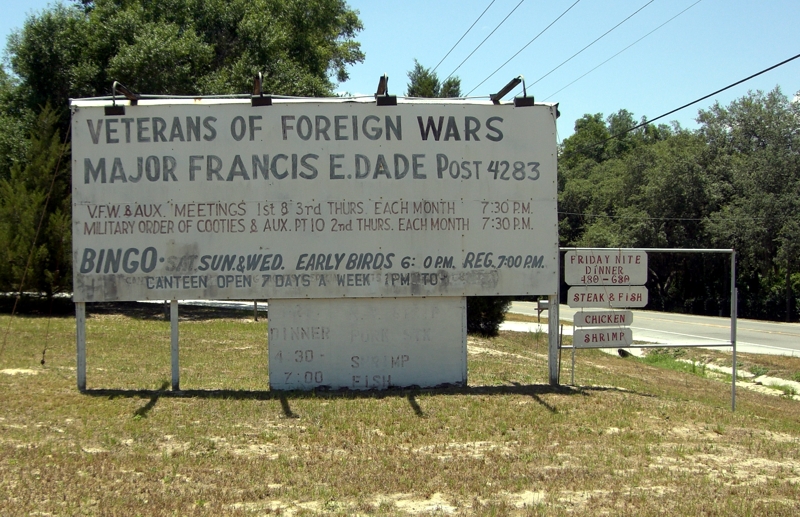 VETERANS OF FOREIGN WARS
MAJOR FRANCIS E. DADE POST 4283
V.F.W. & AUX. MEETINGS 1st & 3rd THURS. EACH MONTH 7:30 P.M.
MILITARY ORDER OF COOTIES & AUX. PT 10 2nd THURS. EACH MONTH 7:30 P.M.
BINGO · SAT. SUN. & WED. EARLY BIRDS 6: 0 P.M. REG. 7:00 P.M.
CANTEEN OPEN 7 DAYS A WEEK 1 PM TO
DINNER
4:30- SHRIMP
7:00 FISH
FRIDAY NITE
DINNER
430-630
STEAK & FISH
CHICKEN
SHRIMP